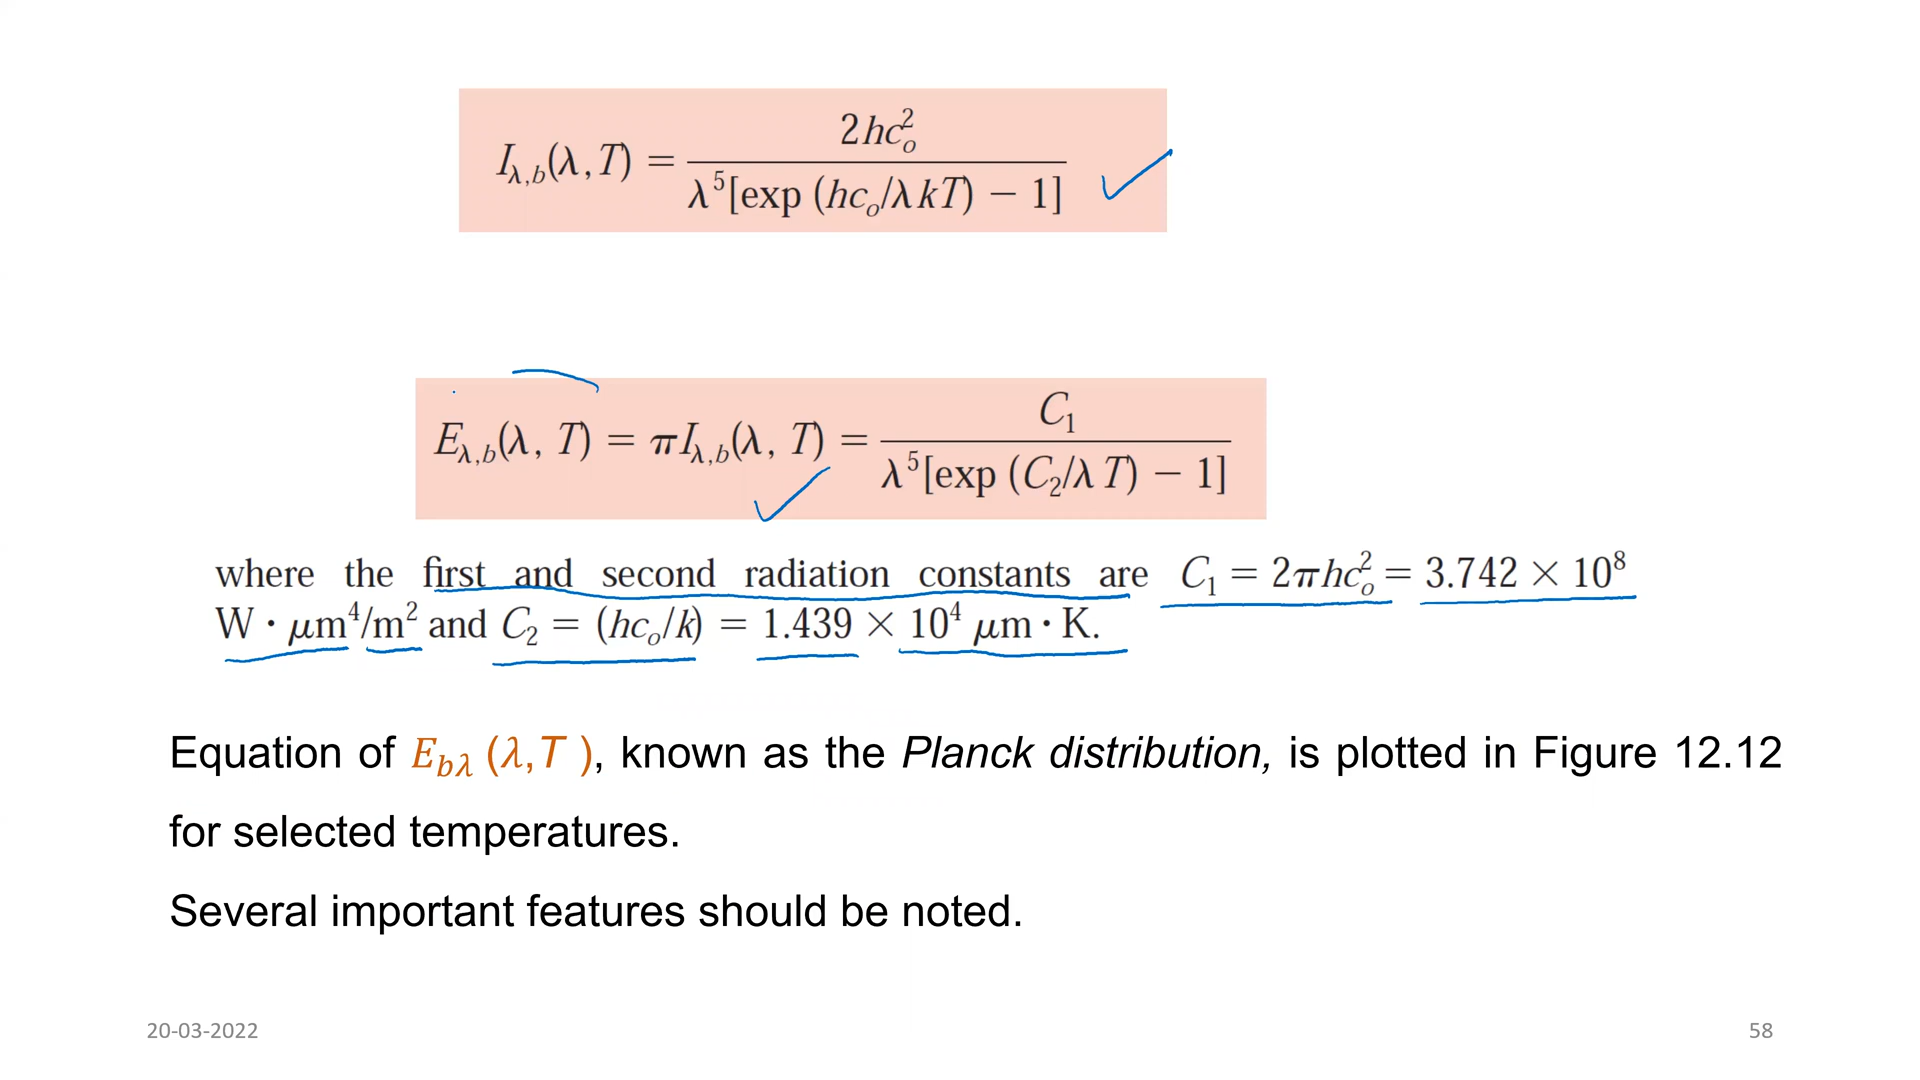 I_{λ,b}(λ, T) = 2hc_o^2 / λ^5[exp (hc_o/λkT) − 1]
E_{λ,b}(λ, T) = πI_{λ,b}(λ, T) = C_1 / λ^5[exp (C_2/λT) − 1]
where the first and second radiation constants are C_1 = 2πhc_o^2 = 3.742 × 10^8
W · μm^4/m^2 and C_2 = (hc_o/k) = 1.439 × 10^4 μm · K.
Equation of E_{bλ} (λ,T ), known as the Planck distribution, is plotted in Figure 12.12
for selected temperatures.
Several important features should be noted.
20-03-2022
58